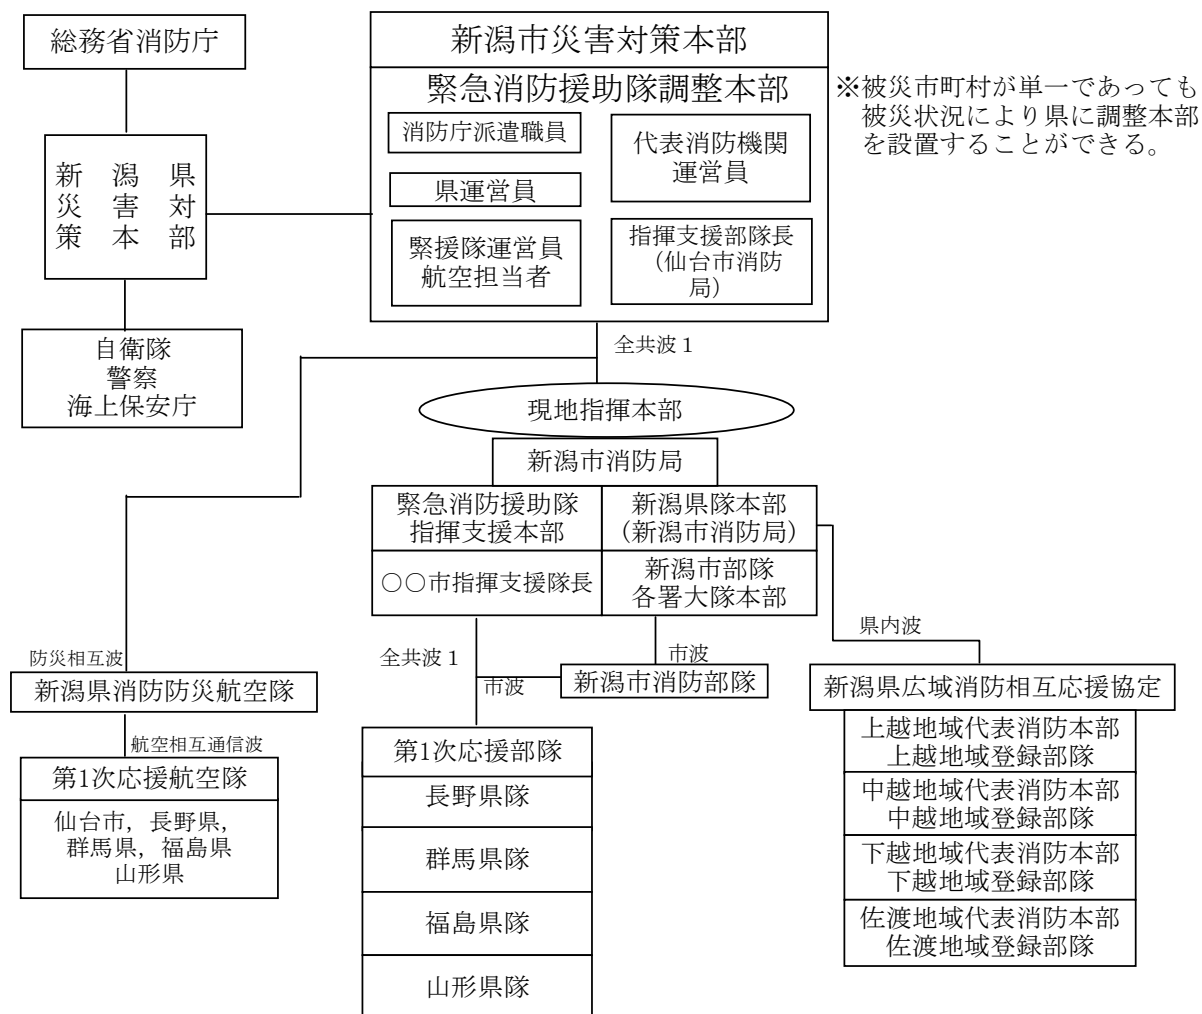 総務省消防庁
新潟県
災害対
策本部
自衛隊
警察
海上保安庁
新潟市災害対策本部
緊急消防援助隊調整本部
消防庁派遣職員
代表消防機関
運営員
県運営員
緊援隊運営員
航空担当者
指揮支援部隊長
（仙台市消防
局）
※被災市町村が単一であっても
被災状況により県に調整本部
を設置することができる。
全共波１
現地指揮本部
新潟市消防局
緊急消防援助隊
指揮支援本部
新潟県隊本部
（新潟市消防局）
○○市指揮支援隊長
新潟市部隊
各署大隊本部
防災相互波
新潟県消防防災航空隊
航空相互通信波
第1次応援航空隊
仙台市，長野県，
群馬県，福島県
山形県
全共波１
市波
市波
新潟市消防部隊
第1次応援部隊
長野県隊
群馬県隊
福島県隊
山形県隊
県内波
新潟県広域消防相互応援協定
上越地域代表消防本部
上越地域登録部隊
中越地域代表消防本部
中越地域登録部隊
下越地域代表消防本部
下越地域登録部隊
佐渡地域代表消防本部
佐渡地域登録部隊